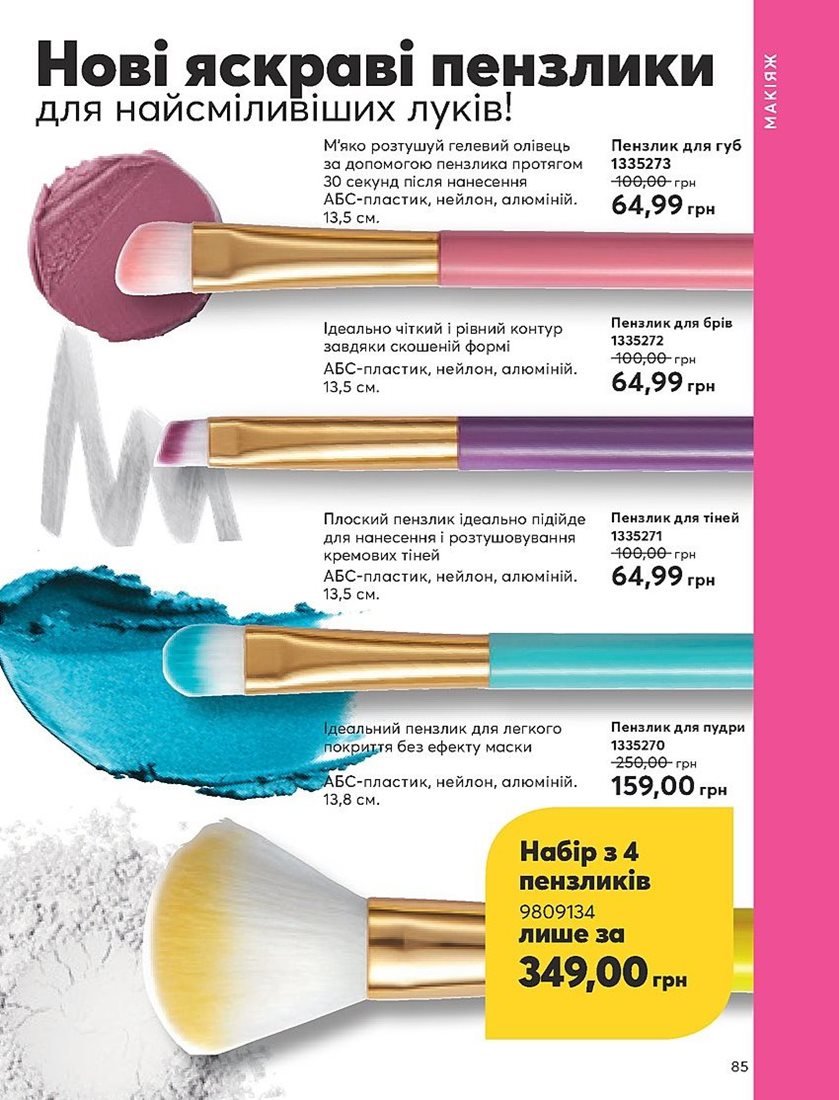 Нові яскраві пензлики
для найсміливіших луків!
МАКІЯЖ
М'яко розтушуй гелевий олівець
за допомогою пензлика протягом
30 секунд після нанесення
АБС-пластик, нейлон, алюміній.
13,5 см.
Пензлик для губ
1335273
100,00 грн
64,99 грн
Ідеально чіткий і рівний контур
завдяки скошеній формі
АБС-пластик, нейлон, алюміній.
13,5 см.
Пензлик для брів
1335272
100,00 грн
64,99 грн
Плоский пензлик ідеально підійде
для нанесення і розтушовування
кремових тіней
АБС-пластик, нейлон, алюміній.
13,5 см.
Пензлик для тіней
1335271
100,00 грн
64,99 грн
Ідеальний пензлик для легкого
покриття без ефекту маски
АБС-пластик, нейлон, алюміній.
13,8 см.
Пензлик для пудри
1335270
250,00 грн
159,00 грн
Набір з 4
пензликів
9809134
лише за
349,00 грн
85